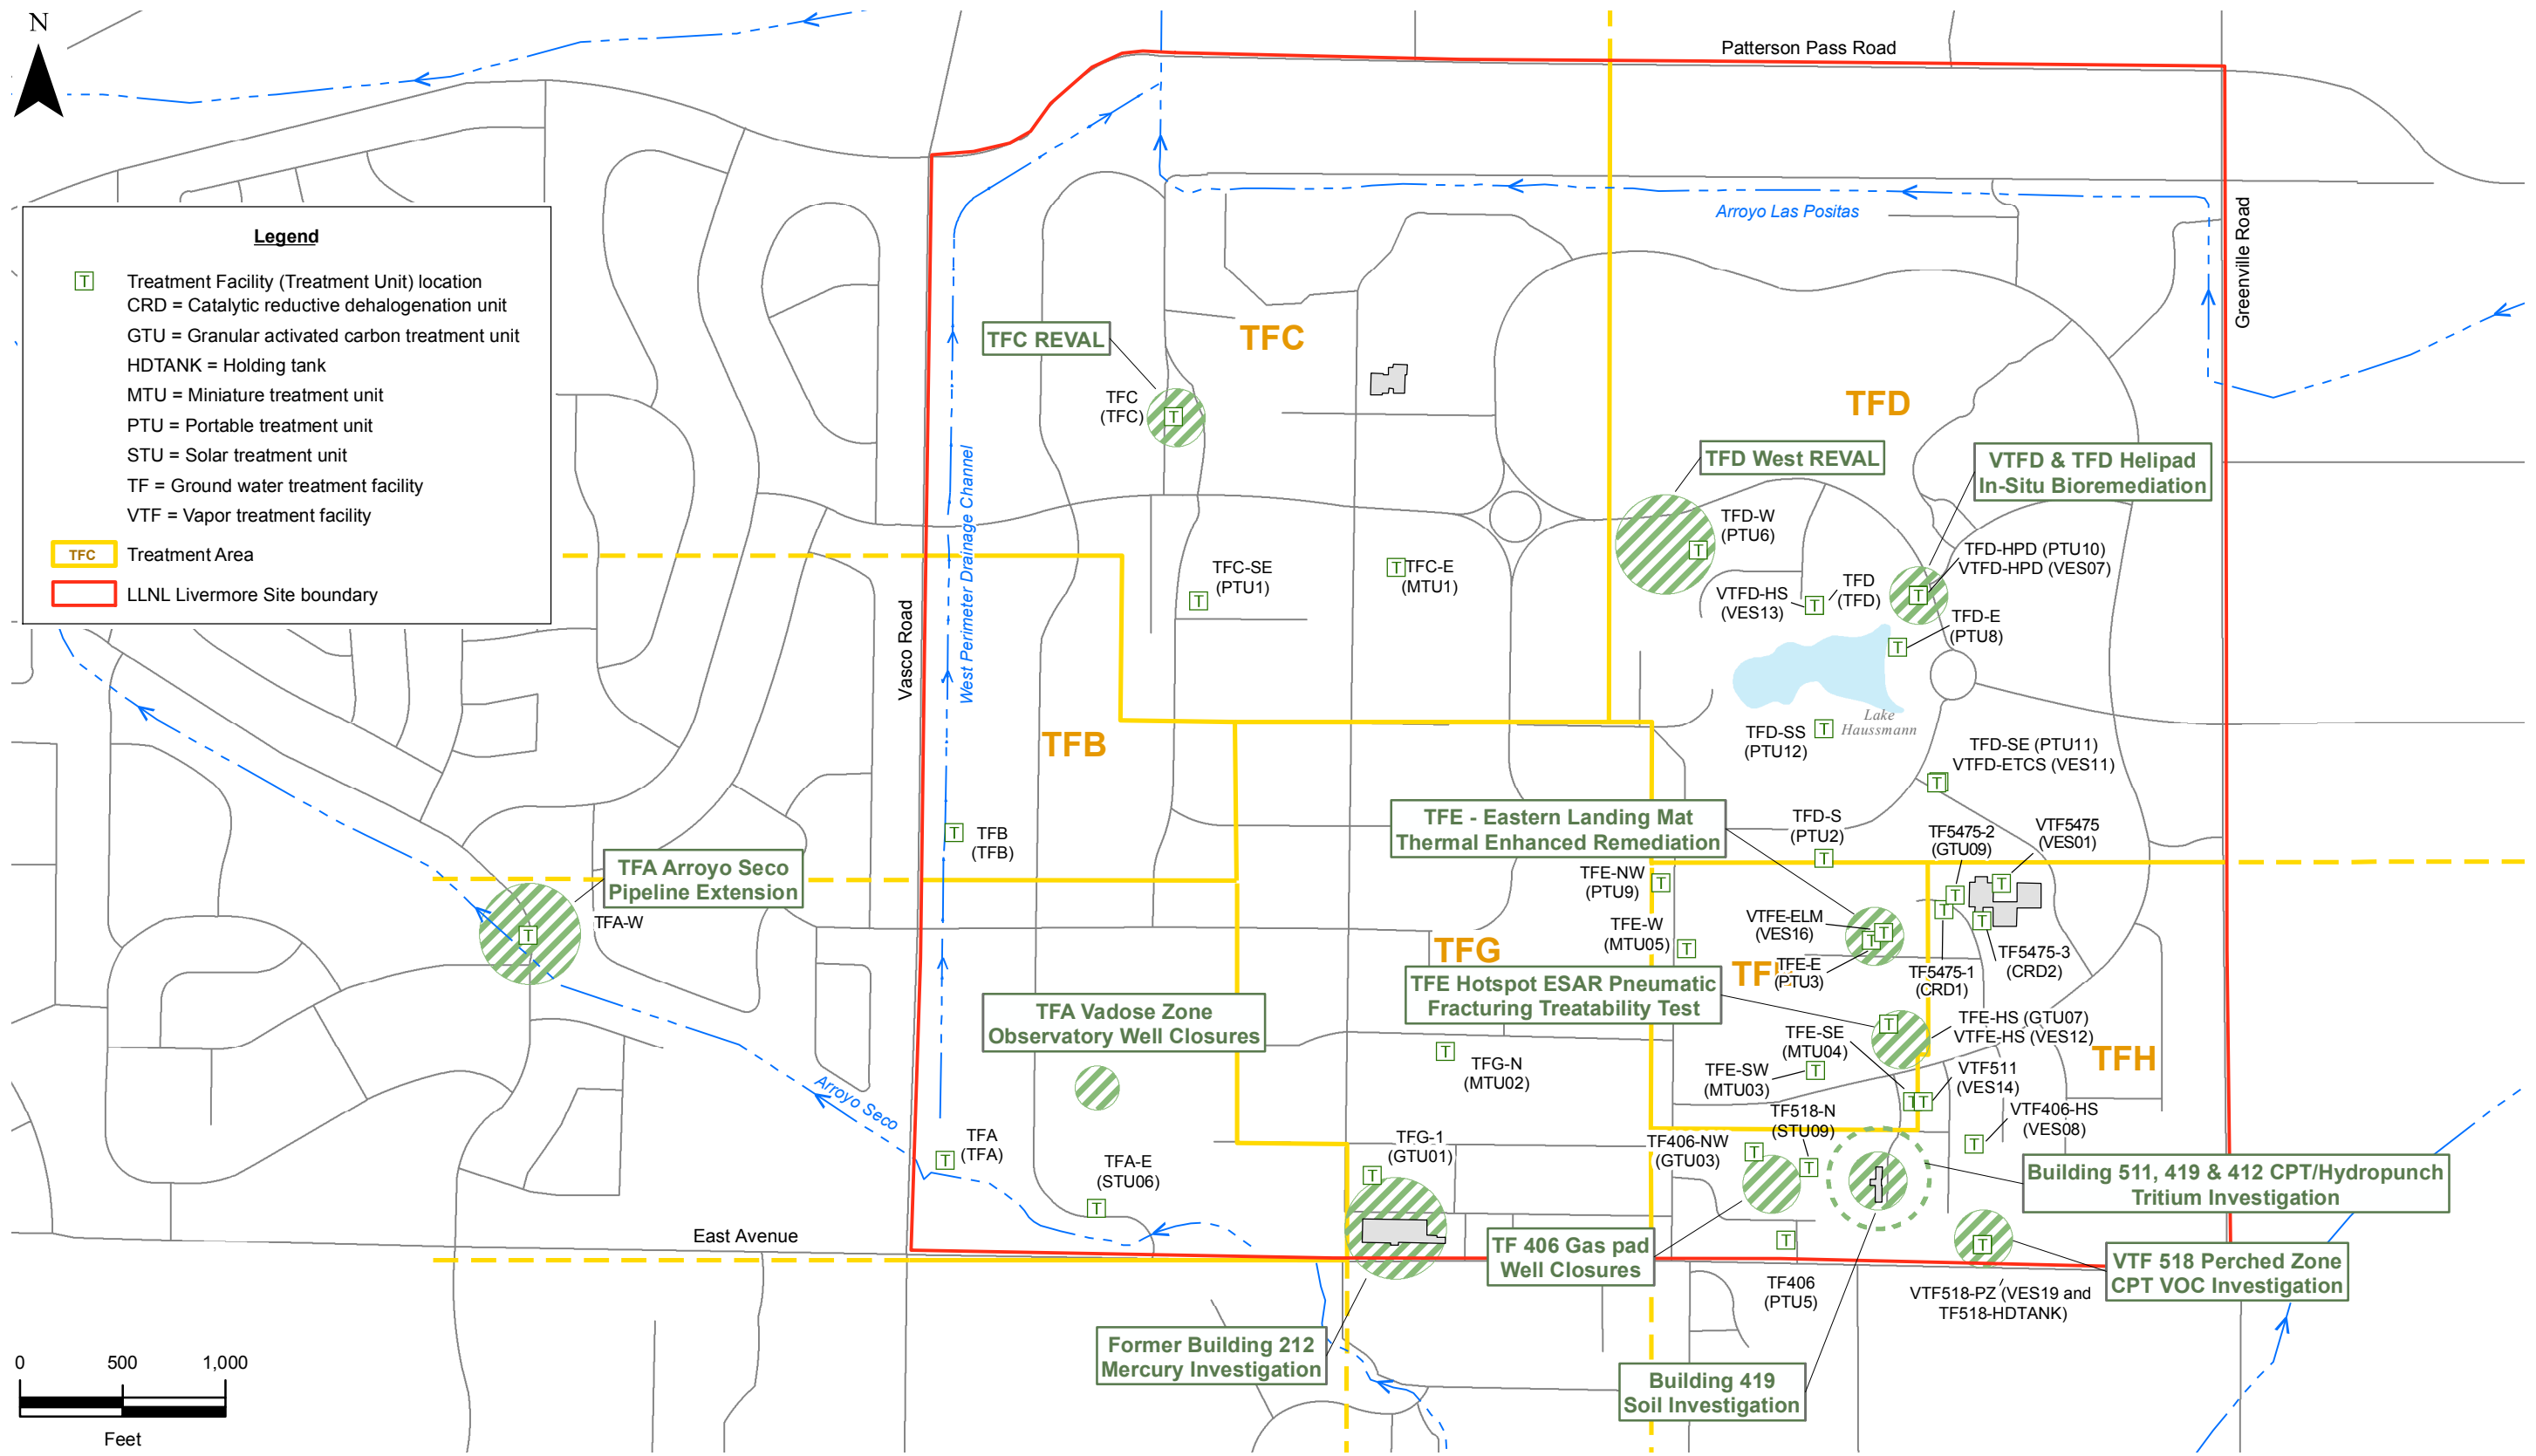 N
Patterson Pass Road
Arroyo Las Positas
Greenville Road
Legend
T Treatment Facility (Treatment Unit) location
CRD = Catalytic reductive dehalogenation unit
GTU = Granular activated carbon treatment unit
HDTANK = Holding tank
MTU = Miniature treatment unit
PTU = Portable treatment unit
STU = Solar treatment unit
TF = Ground water treatment facility
VTF = Vapor treatment facility
TFC Treatment Area
LLNL Livermore Site boundary
TFC REVAL
TFC
TFC
(TFC)
T
TFD
TFD West REVAL
VTFD & TFD Helipad
In-Situ Bioremediation
TFD-W
(PTU6)
T
TFD-HPD (PTU10)
VTFD-HPD (VES07)
T
TFC-SE
(PTU1)
T
T
TFC-E
(MTU1)
VTFD-HS
(VES13)
T
TFD
(TFD)
TFD-E
(PTU8)
T
Vasco Road
West Perimeter Drainage Channel
Lake
Haussmann
TFB
TFD-SS
(PTU12)
T
TFD-SE (PTU11)
VTFD-ETCS (VES11)
T
TFE - Eastern Landing Mat
Thermal Enhanced Remediation
TFD-S
(PTU2)
T
TF5475-2
(GTU09)
T
VTF5475
(VES01)
T
T
TFB
(TFB)
TFA Arroyo Seco
Pipeline Extension
TFA-W
T
TFE-NW
(PTU9)
T
TFE-W
(MTU05)
T
VTFE-ELM
(VES16)
T
T
TFE-E
(PTU3)
TF
T
TF5475-1
(CRD1)
T
TF5475-3
(CRD2)
TFG
TFE Hotspot ESAR Pneumatic
Fracturing Treatability Test
TFA Vadose Zone
Observatory Well Closures
T
TFE-HS (GTU07)
VTFE-HS (VES12)
TFH
TFE-SE
(MTU04)
T
TFG-N
(MTU02)
TFE-SW
(MTU03)
T
T
T
VTF511
(VES14)
Arroyo Seco
TF518-N
(STU09)
T
VTF406-HS
(VES08)
T
TFA
(TFA)
T
TFG-1
(GTU01)
T
TF406-NW
(GTU03)
T
TFA-E
(STU06)
T
Building 511, 419 & 412 CPT/Hydropunch
Tritium Investigation
East Avenue
TF 406 Gas pad
Well Closures
T
TF406
(PTU5)
T
VTF518-PZ (VES19 and
TF518-HDTANK)
VTF 518 Perched Zone
CPT VOC Investigation
Former Building 212
Mercury Investigation
Building 419
Soil Investigation
0 500 1,000
Feet